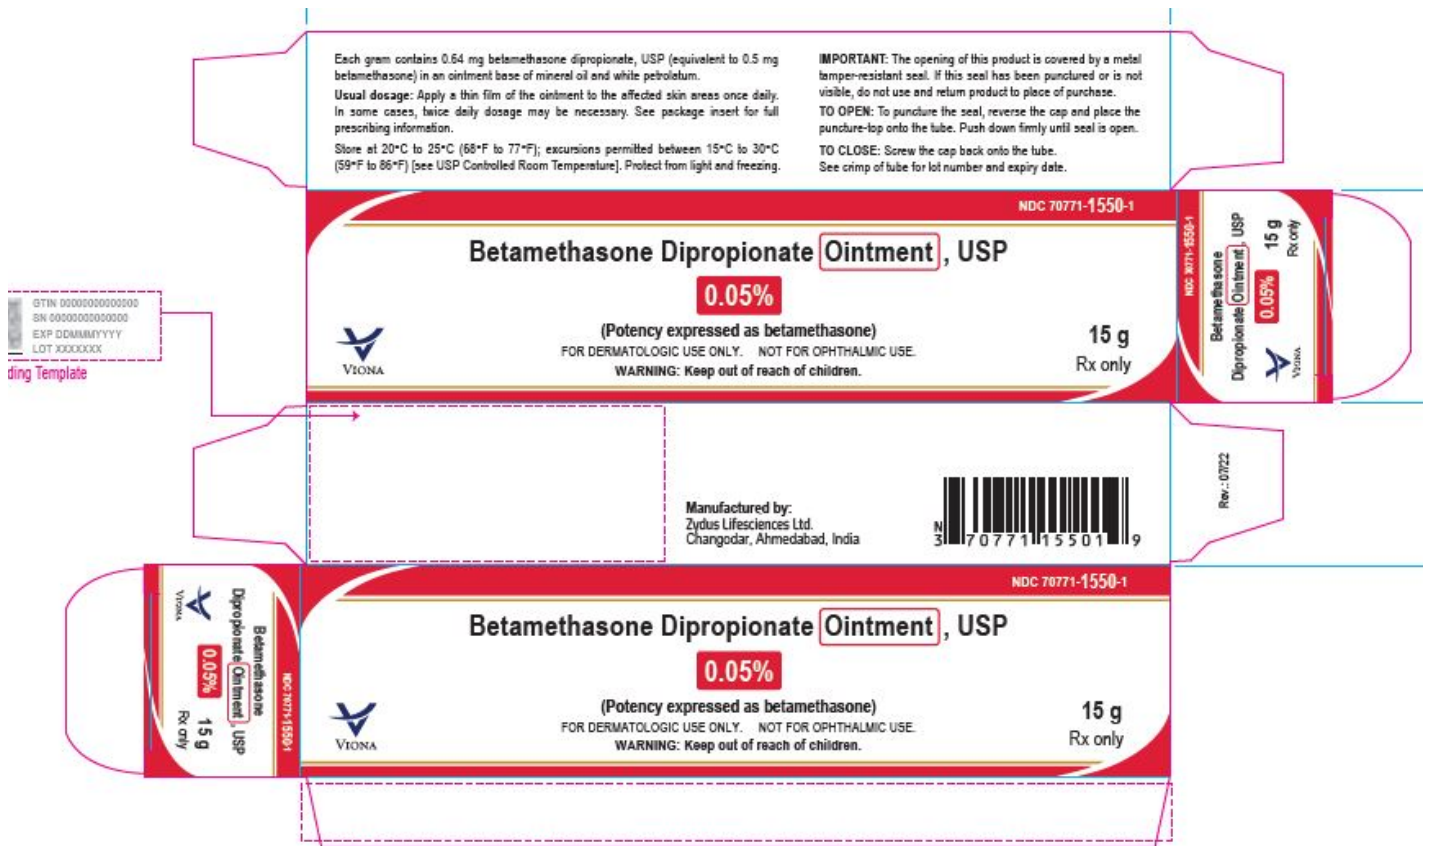 Each gram contains 0.64 mg betamethasone dipropionate, USP (equivalent to 0.5 mg
betamethasone) in an ointment base of mineral oil and white petrolatum.
Usual dosage: Apply a thin film of the ointment to the affected skin areas once daily.
In some cases, twice daily dosage may be necessary. See package insert for full
prescribing information.
Store at 20°C to 25°C (68°F to 77°F); excursions permitted between 15°C to 30°C
(59°F to 86°F) [see USP Controlled Room Temperature]. Protect from light and freezing.
IMPORTANT: The opening of this product is covered by a metal
tamper-resistant seal. If this seal has been punctured or is not
visible, do not use and return product to place of purchase.
TO OPEN: To puncture the seal, reverse the cap and place the
puncture-top onto the tube. Push down firmly until seal is open.
TO CLOSE: Screw the cap back onto the tube.
See crimp of tube for lot number and expiry date.
NDC 70771-1550-1
Betamethasone Dipropionate Ointment, USP
0.05%
(Potency expressed as betamethasone)
FOR DERMATOLOGIC USE ONLY. NOT FOR OPHTHALMIC USE.
WARNING: Keep out of reach of children.
VIONA
15 g
Rx only
NDC 70771-1550-1
Betamethasone
Dipropionate Ointment, USP
0.05%
15 g
Rx only
VIONA
GTIN 00000000000000
SN 00000000000000
EXP DDMMMYYYY
LOT XXXXXXX
ding Template
Manufactured by:
Zydus Lifesciences Ltd.
Changodar, Ahmedabad, India
N
3 70771 15501 9
Rev.: 07/22
NDC 70771-1550-1
Betamethasone
Dipropionate Ointment, USP
0.05%
15 g
Rx only
VIONA
NDC 70771-1550-1
Betamethasone Dipropionate Ointment, USP
0.05%
(Potency expressed as betamethasone)
FOR DERMATOLOGIC USE ONLY. NOT FOR OPHTHALMIC USE.
WARNING: Keep out of reach of children.
VIONA
15 g
Rx only